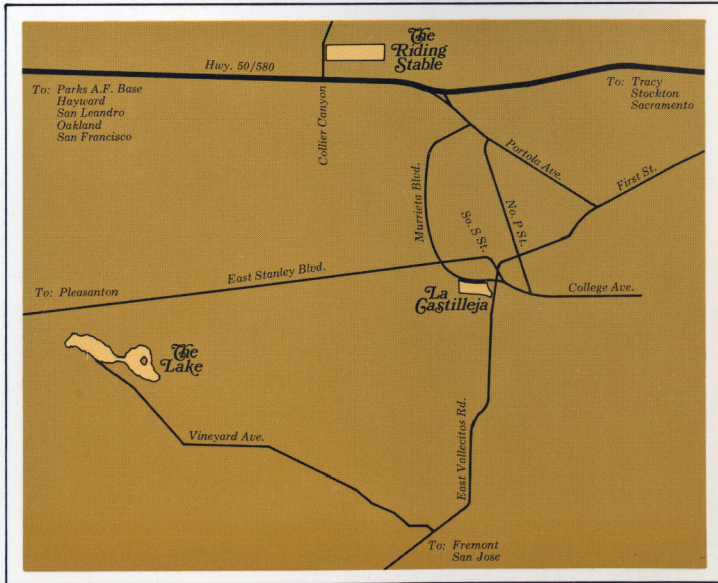 The
Riding
Stable
Hwy. 50/580
To: Parks A.F. Base
Hayward
San Leandro
Oakland
San Francisco
To: Tracy
Stockton
Sacramento
Collier Canyon
Portola Ave.
First St.
Murrieta Blvd.
So. S St.
No. P St.
East Stanley Blvd.
To: Pleasanton
La
Castilleja
College Ave.
The
Lake
Vineyard Ave.
East Vallecitos Rd.
To: Fremont
San Jose